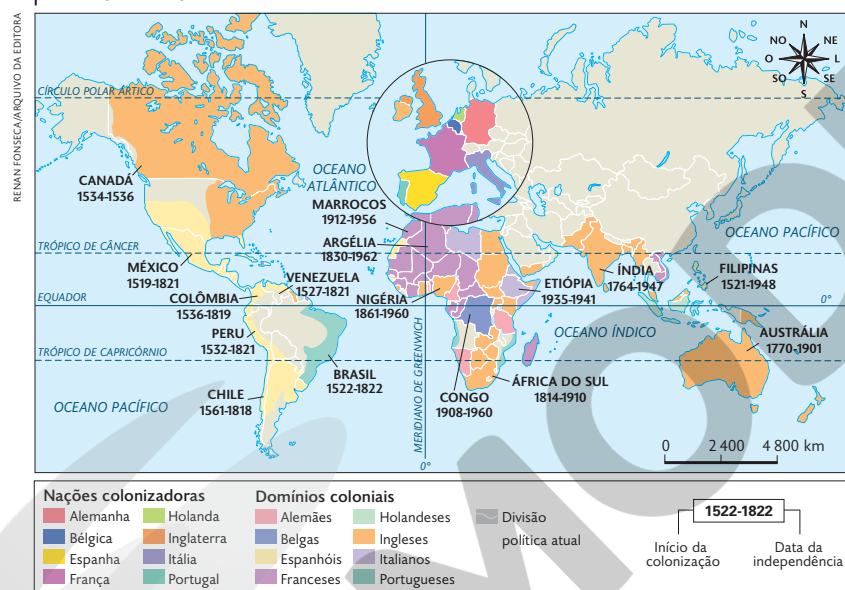 RENAN FONSECA/ARQUIVO DA EDITORA
N
NO
NE
O
L
SO
SE
S
CÍRCULO POLAR ÁRTICO
CANADÁ
1534-1536
OCEANO
ATLÂNTICO
MARROCOS
1912-1956
ARGÉLIA
1830-1962
OCEANO PACÍFICO
TRÓPICO DE CÂNCER
MÉXICO
1519-1821
VENEZUELA
1527-1821
COLÔMBIA
1536-1819
NIGÉRIA
1861-1960
ETIÓPIA
1935-1941
ÍNDIA
1764-1947
FILIPINAS
1521-1948
EQUADOR
0°
PERU
1532-1821
OCEANO ÍNDICO
AUSTRÁLIA
1770-1901
TRÓPICO DE CAPRICÓRNIO
BRASIL
1522-1822
MERIDIANO DE GREENWICH
ÁFRICA DO SUL
1814-1910
CHILE
1561-1818
CONGO
1908-1960
OCEANO PACÍFICO
0 2 400 4 800 km
0°
Nações colonizadoras
Alemanha
Bélgica
Espanha
França
Holanda
Inglaterra
Itália
Portugal
Domínios coloniais
Alemães
Belgas
Espanhóis
Franceses
Holandeses
Ingleses
Italianos
Portugueses
Divisão
política atual
1522-1822
Início da
colonização
Data da
independência